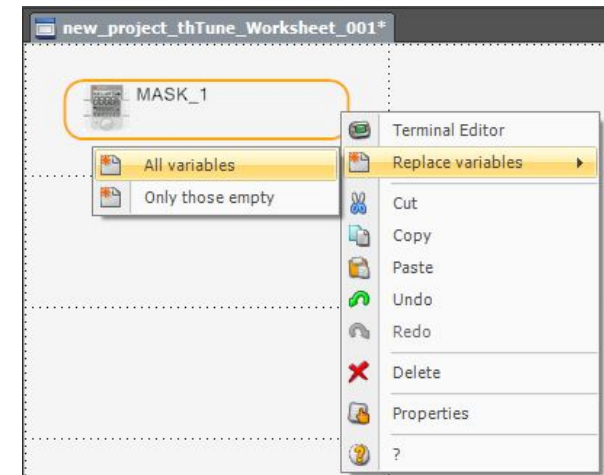 new_project_thTune_Worksheet_001*
MASK_1
Terminal Editor
Replace variables
All variables
Only those empty
Cut
Copy
Paste
Undo
Redo
Delete
Properties
?